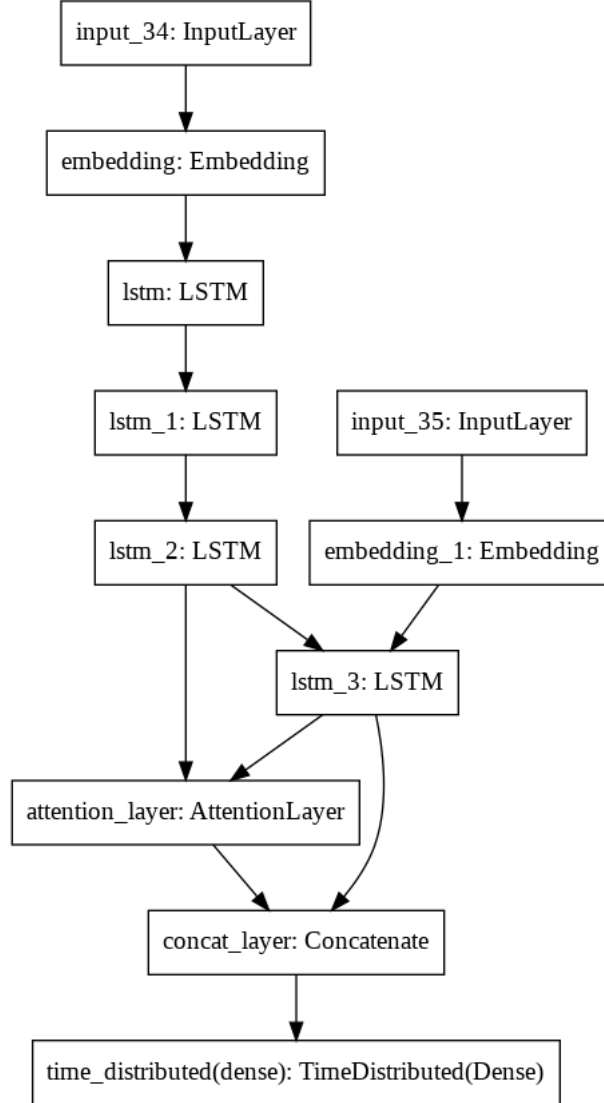 input_34: InputLayer
embedding: Embedding
lstm: LSTM
lstm_1: LSTM
input_35: InputLayer
lstm_2: LSTM
embedding_1: Embedding
lstm_3: LSTM
attention_layer: AttentionLayer
concat_layer: Concatenate
time_distributed(dense): TimeDistributed(Dense)